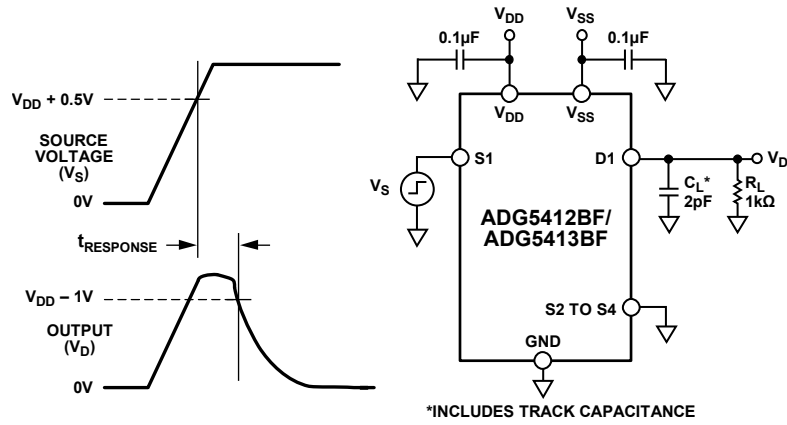 V_DD + 0.5V
SOURCE
VOLTAGE
(V_S)
0V
t_RESPONSE
V_DD – 1V
OUTPUT
(V_D)
0V
V_DD
V_SS
0.1µF
0.1µF
V_DD
V_SS
S1
D1
V_D
V_S
C_L*
2pF
R_L
1kΩ
ADG5412BF/
ADG5413BF
S2 TO S4
GND
*INCLUDES TRACK CAPACITANCE